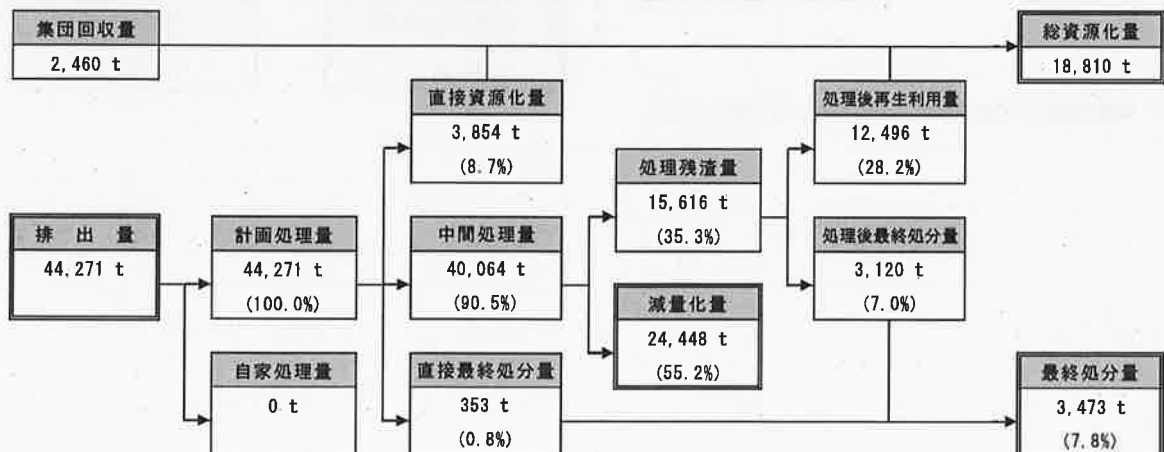 集団回収量
2,460 t
総資源化量
18,810 t
直接資源化量
3,854 t
(8.7%)
処理後再生利用量
12,496 t
(28.2%)
処理残渣量
15,616 t
(35.3%)
排出量
44,271 t
計画処理量
44,271 t
(100.0%)
中間処理量
40,064 t
(90.5%)
処理後最終処分量
3,120 t
(7.0%)
減量化量
24,448 t
(55.2%)
自家処理量
0 t
直接最終処分量
353 t
(0.8%)
最終処分量
3,473 t
(7.8%)